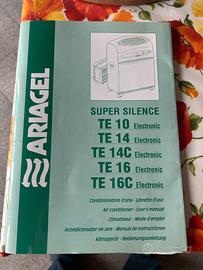 ARIAGEL
SUPER SILENCE
TE 10 Electronic
TE 14 Electronic
TE 14C Electronic
TE 16 Electronic
TE 16C Electronic
Condizionatore d'aria - Libretto d'uso
Air conditioner - User's manual
Climatiseur - Mode d'emploi
Acondicionador de aire - Manual de instrucciones
Klimagerät - Bedienungsanleitung